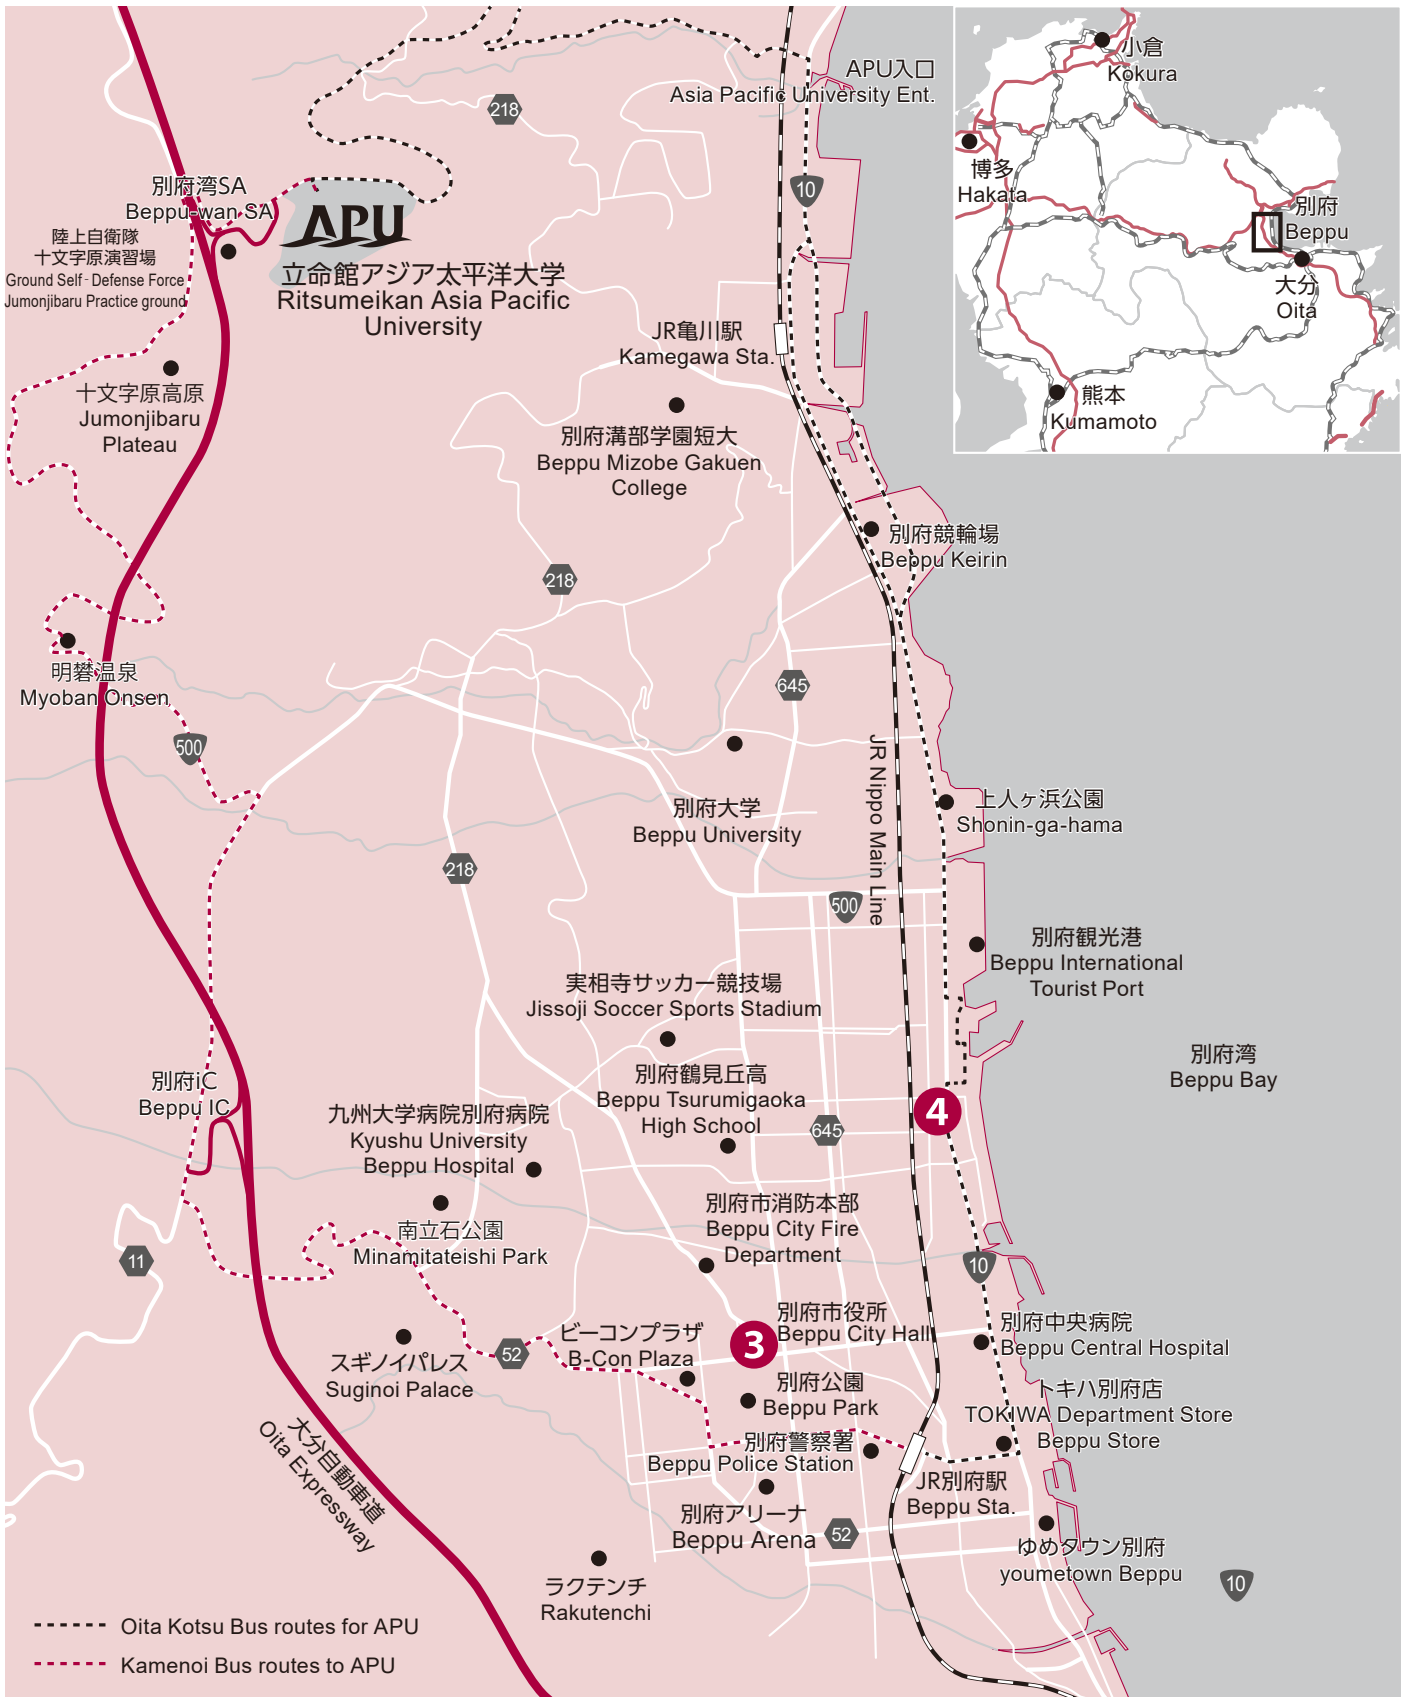 APU入口
Asia Pacific University Ent.
218
10
別府湾SA
Beppu-wan SA
陸上自衛隊
十文字原演習場
Ground Self-Defense Force
Jumonjibaru Practice ground
APU
立命館アジア太平洋大学
Ritsumeikan Asia Pacific
University
小倉
Kokura
博多
Hakata
別府
Beppu
大分
Oita
熊本
Kumamoto
JR亀川駅
Kamegawa Sta.
十文字原高原
Jumonjibaru
Plateau
別府溝部学園短大
Beppu Mizobe Gakuen
College
別府競輪場
Beppu Keirin
218
明礬温泉
Myoban Onsen
645
500
JR Nippo Main Line
別府大学
Beppu University
上人ヶ浜公園
Shonin-ga-hama
218
500
別府観光港
Beppu International
Tourist Port
実相寺サッカー競技場
Jissoji Soccer Sports Stadium
別府湾
Beppu Bay
別府iC
Beppu IC
別府鶴見丘高
Beppu Tsurumigaoka
High School
九州大学病院別府病院
Kyushu University
Beppu Hospital
645
4
別府市消防本部
Beppu City Fire
Department
南立石公園
Minamitateishi Park
11
10
別府市役所
Beppu City Hall
3
別府中央病院
Beppu Central Hospital
ビーコンプラザ
B-Con Plaza
52
スギノイパレス
Suginoi Palace
別府公園
Beppu Park
トキハ別府店
TOKIWA Department Store
Beppu Store
別府警察署
Beppu Police Station
大分自動車道
Oita Expressway
JR別府駅
Beppu Sta.
別府アリーナ
Beppu Arena
52
ゆめタウン別府
youmetown Beppu
10
ラクテンチ
Rakutenchi
Oita Kotsu Bus routes for APU
Kamenoi Bus routes to APU